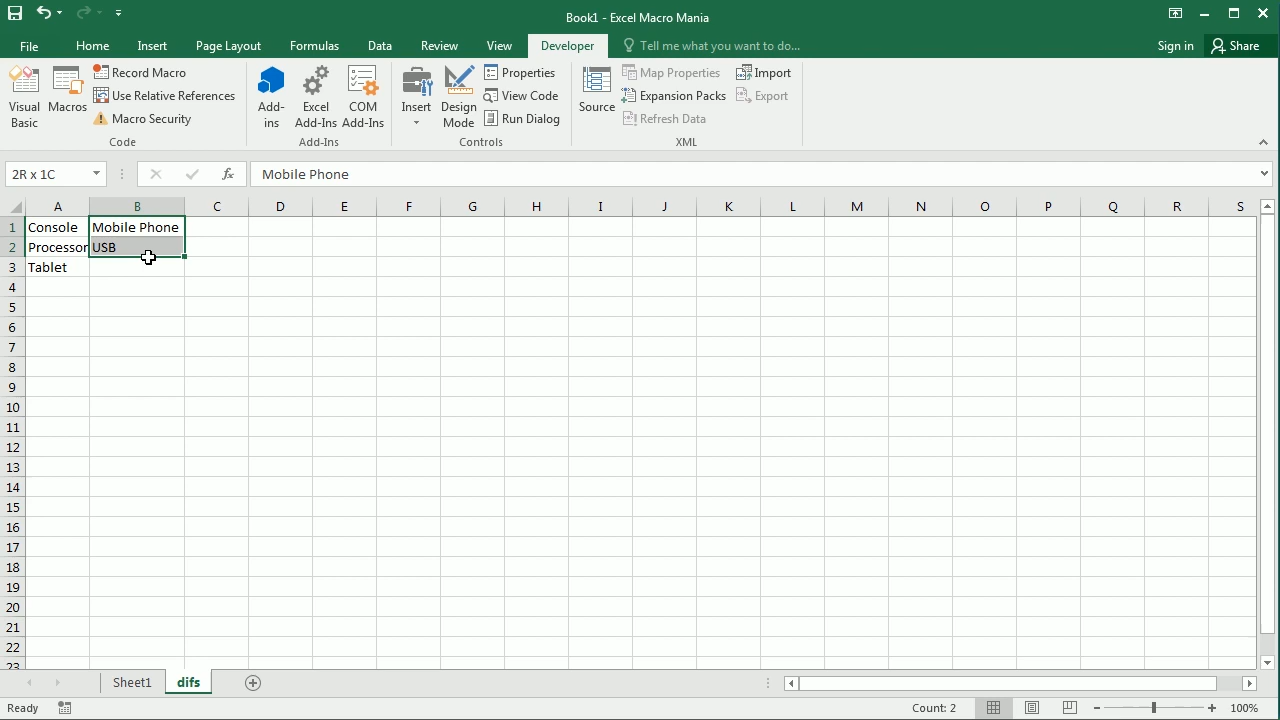 Book1 - Excel Macro Mania
File Home Insert Page Layout Formulas Data Review View Developer Tell me what you want to do... Sign in Share
Visual Basic
Macros
Record Macro
Use Relative References
Macro Security
Code
Add-ins
Excel Add-Ins
COM Add-Ins
Add-Ins
Insert
Design Mode
Properties
View Code
Run Dialog
Controls
Source
Map Properties
Expansion Packs
Refresh Data
Import
Export
XML
2R x 1C fx Mobile Phone
A B C D E F G H I J K L M N O P Q R S
1 Console Mobile Phone
2 Processor USB
3 Tablet
4
5
6
7
8
9
10
11
12
13
14
15
16
17
18
19
20
21
22
23
Sheet1 difs
Ready Count: 2 100%